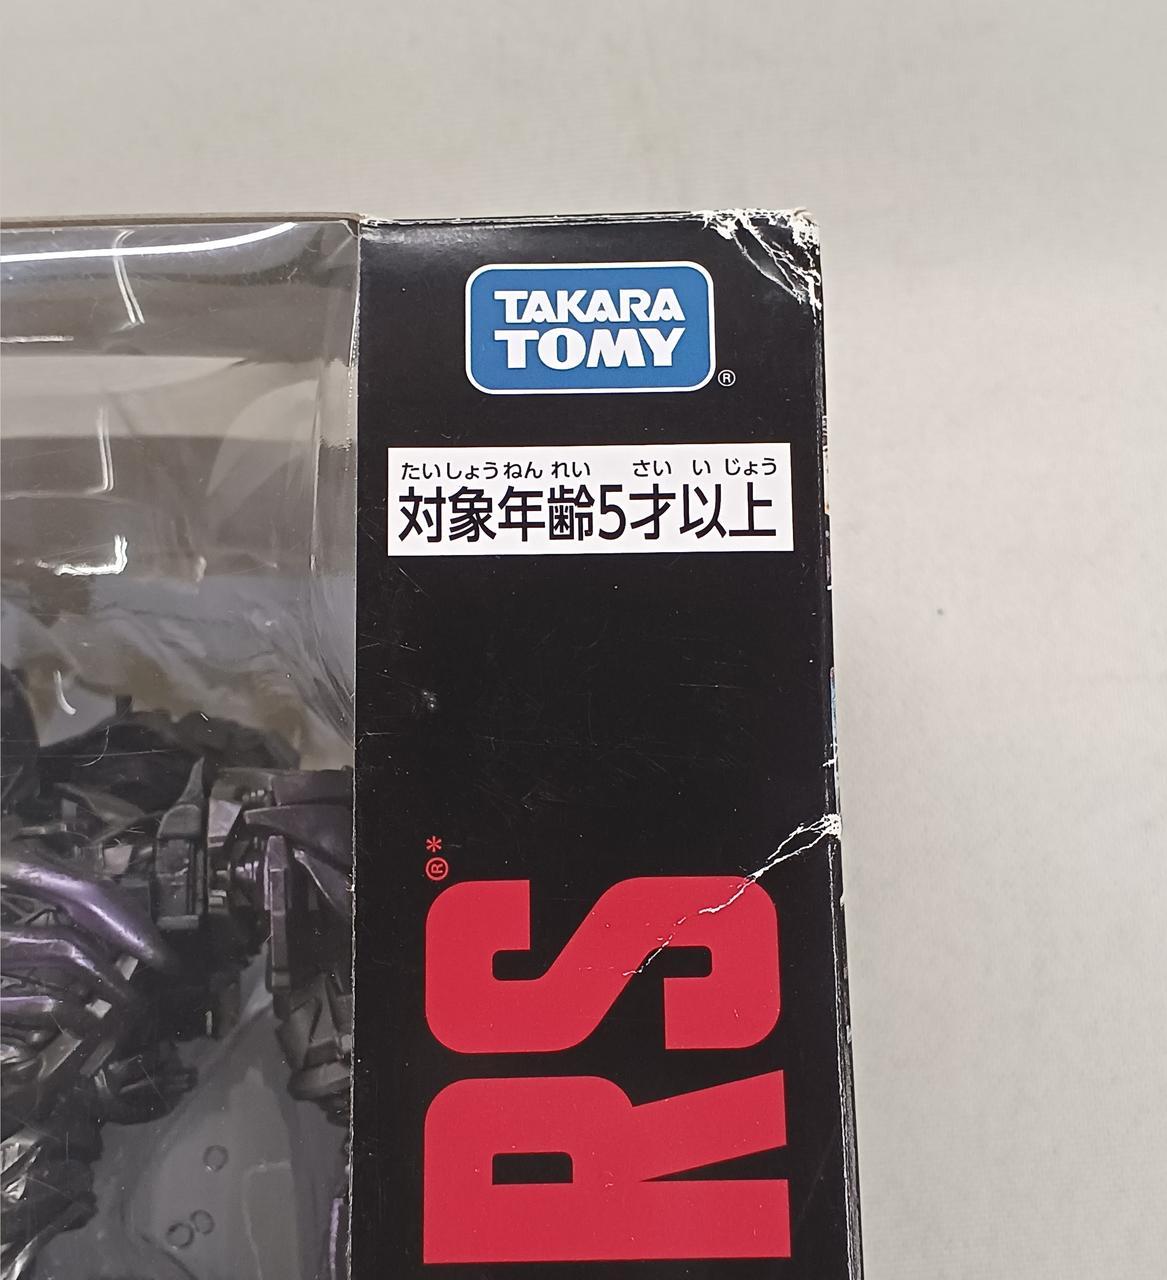 TAKARA
TOMY
®
たいしょうねんれい さい いじょう
対象年齢5才以上
RS®*